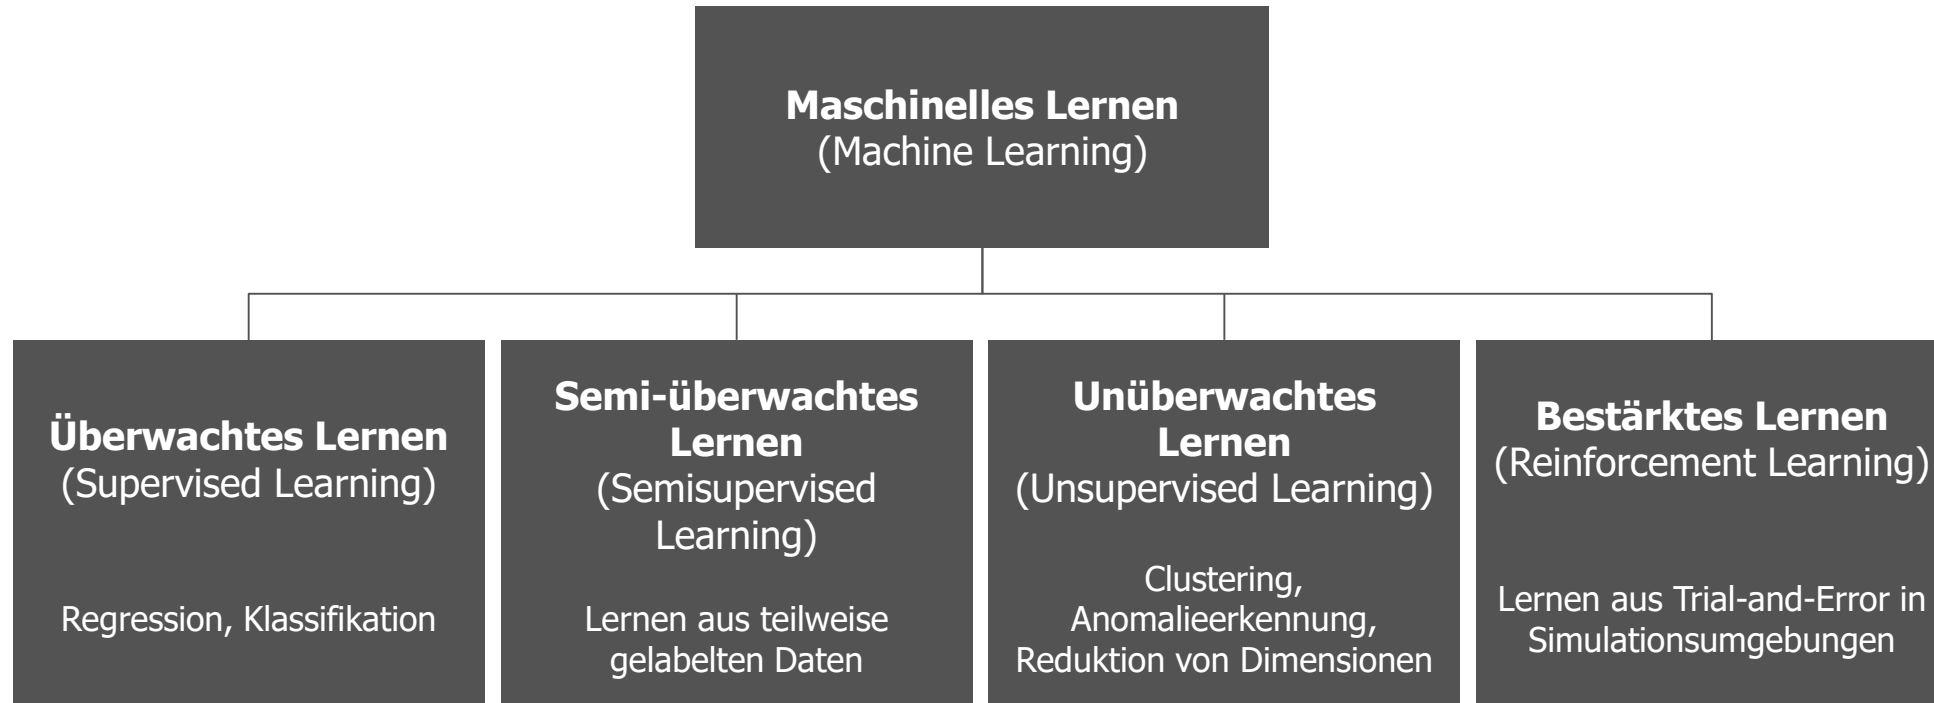 Maschinelles Lernen
(Machine Learning)
Überwachtes Lernen
(Supervised Learning)
Regression, Klassifikation
Semi-überwachtes
Lernen
(Semisupervised
Learning)
Lernen aus teilweise
gelabelten Daten
Unüberwachtes
Lernen
(Unsupervised Learning)
Clustering,
Anomalieerkennung,
Reduktion von Dimensionen
Bestärktes Lernen
(Reinforcement Learning)
Lernen aus Trial-and-Error in
Simulationsumgebungen